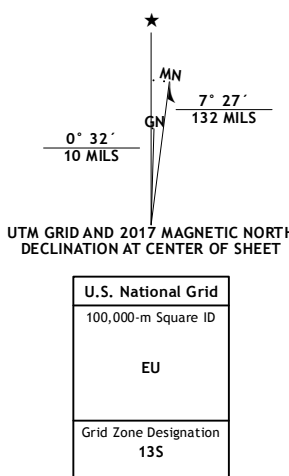 ★
MN
7° 27´
132 MILS
GN
0° 32´
10 MILS
UTM GRID AND 2017 MAGNETIC NORTH
DECLINATION AT CENTER OF SHEET
U.S. National Grid
100,000-m Square ID
EU
Grid Zone Designation
13S